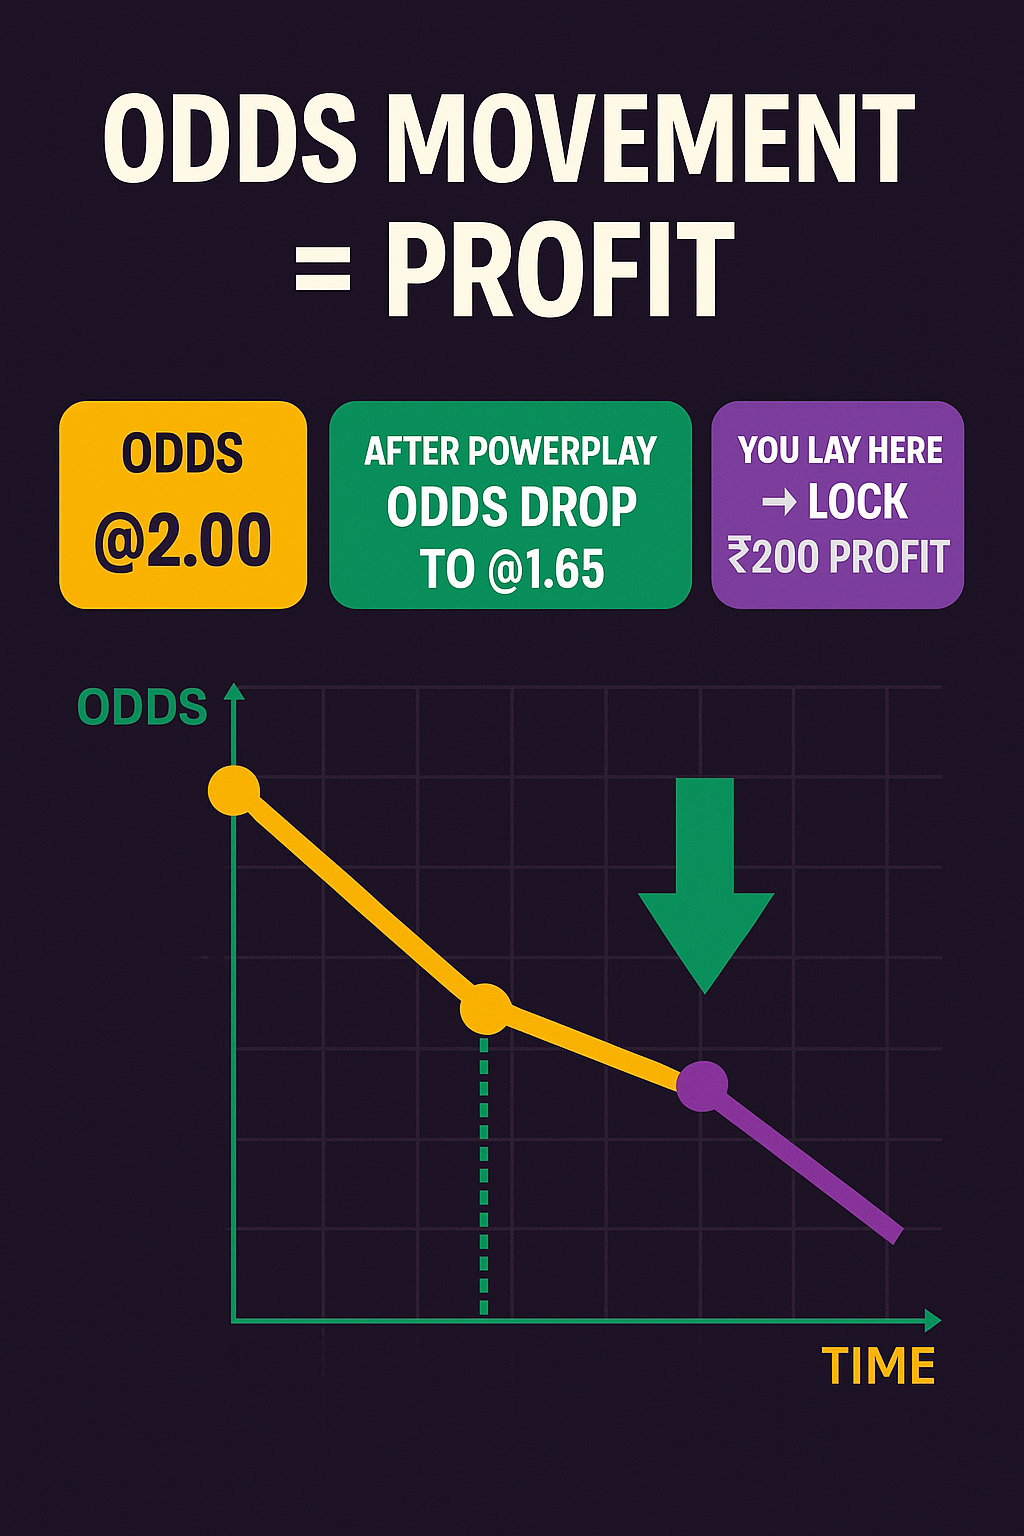 ODDS MOVEMENT
= PROFIT
ODDS
@2.00
AFTER POWERPLAY
ODDS DROP
TO @1.65
YOU LAY HERE
➞ LOCK
₹200 PROFIT
ODDS
TIME